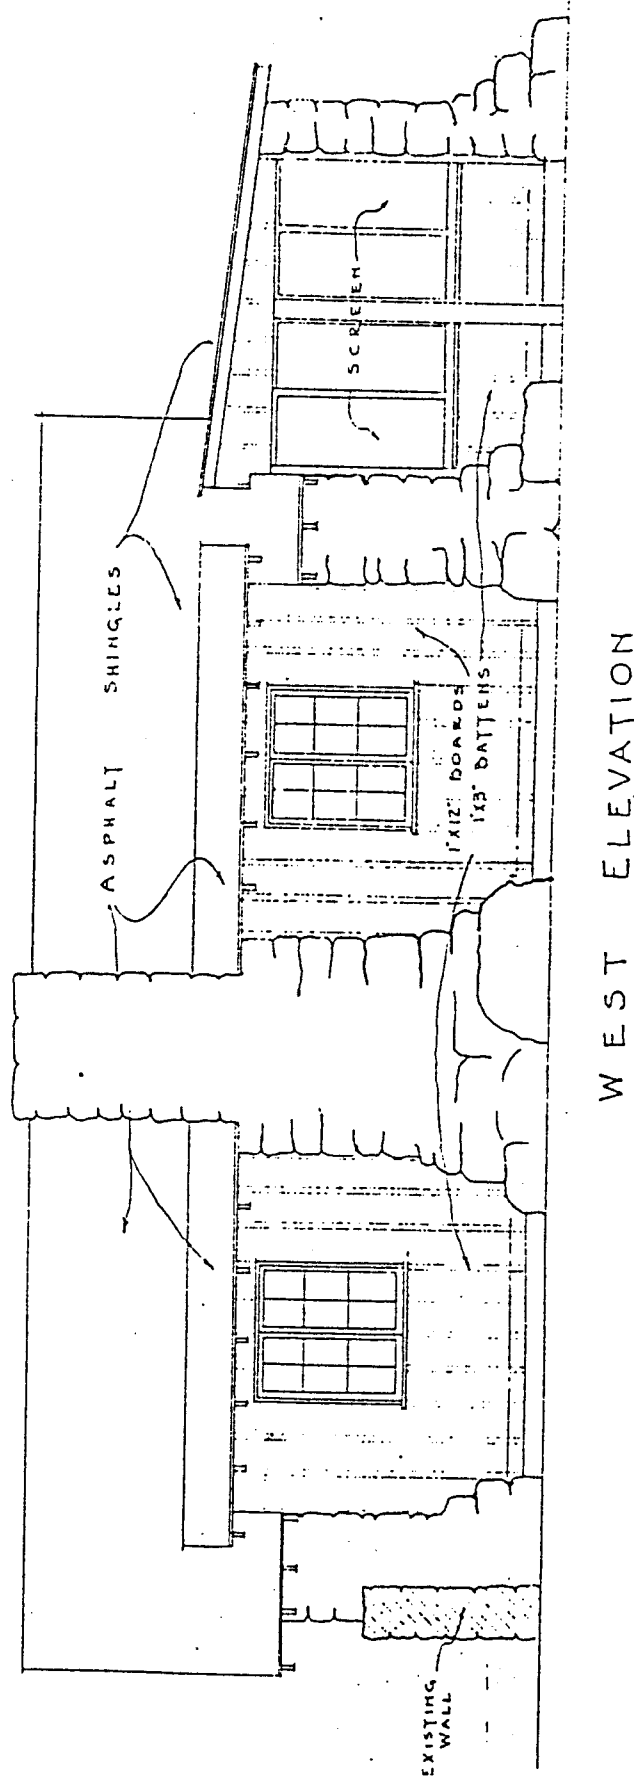 ASPHALT SHINGLES
SCREEN
1"X12" BOARDS
1"X3" BATTENS
EXISTING
WALL
WEST ELEVATION